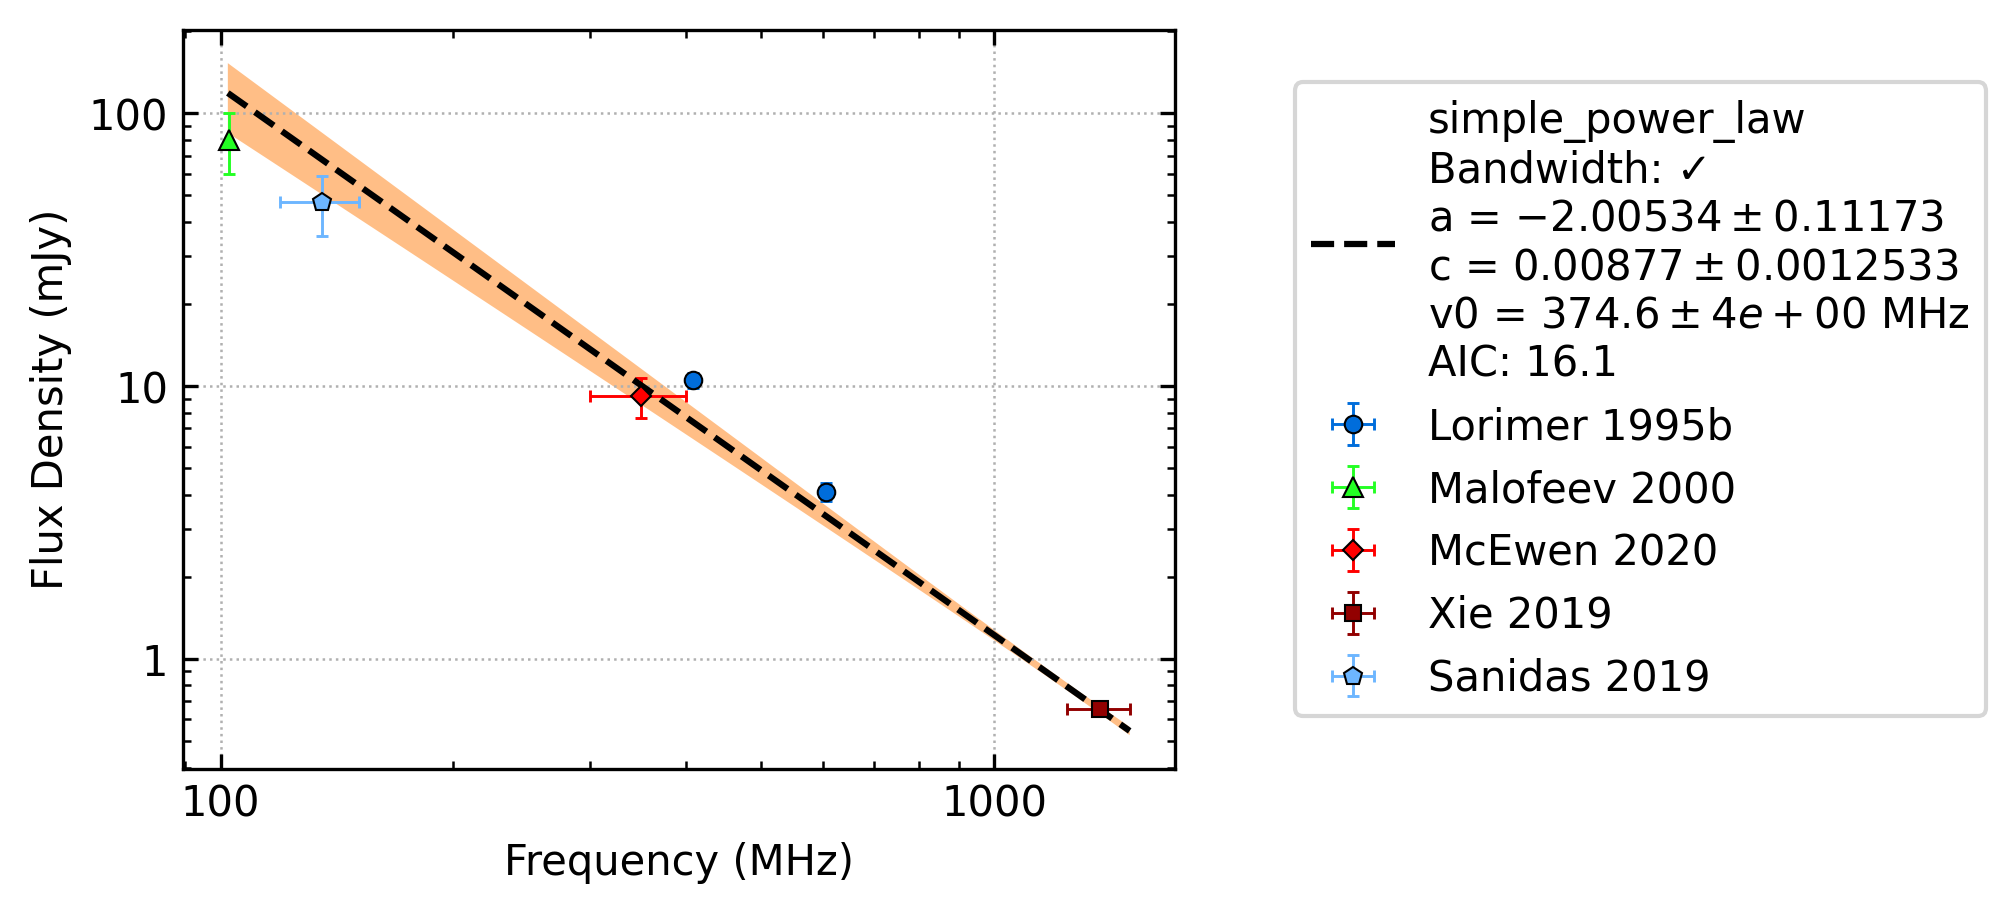 100
10
1
Flux Density (mJy)
100
1000
Frequency (MHz)
simple_power_law
Bandwidth: ✓
a = −2.00534 ± 0.11173
c = 0.00877 ± 0.0012533
v0 = 374.6 ± 4e + 00 MHz
AIC: 16.1
Lorimer 1995b
Malofeev 2000
McEwen 2020
Xie 2019
Sanidas 2019